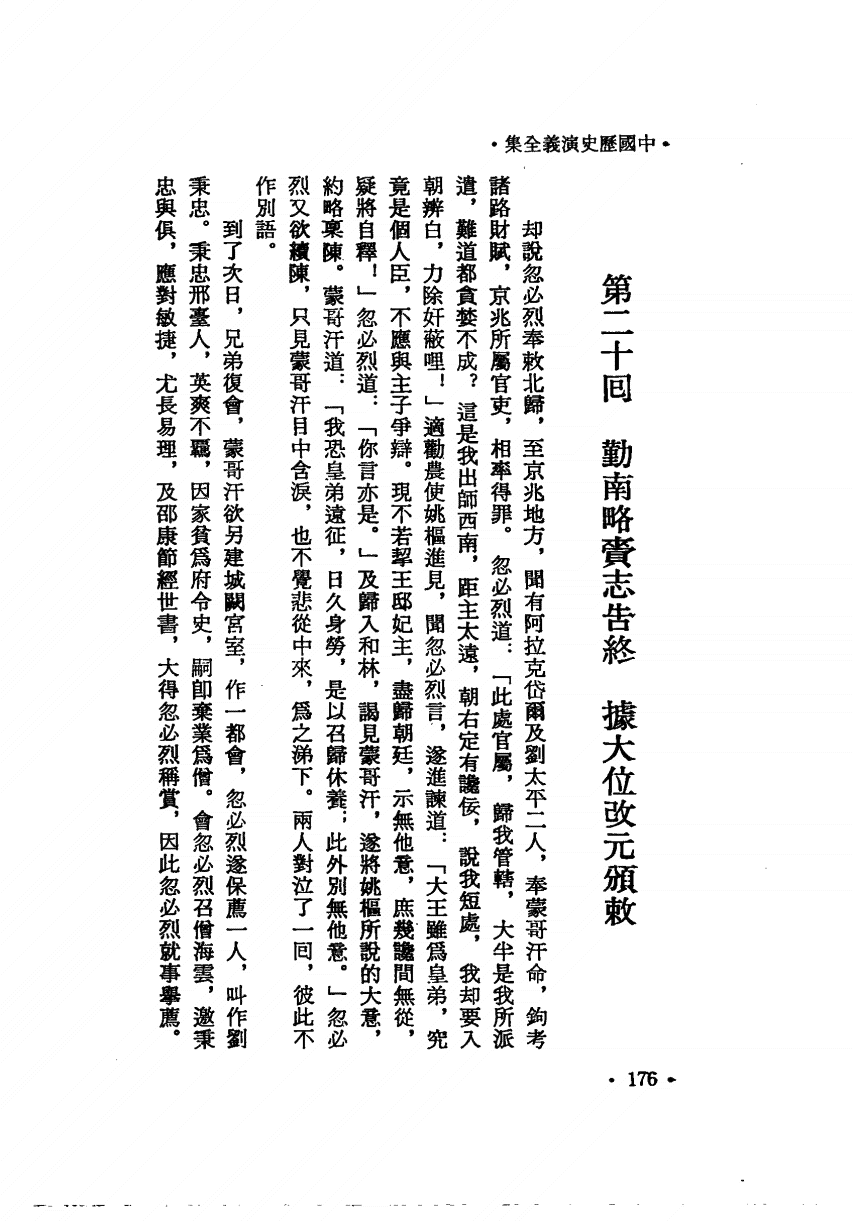 ·中國歷史演義全集·
第二十回　勤南略賫志告終　據大位改元頒敕
却說忽必烈奉敕北歸，至京兆地方，聞有阿拉克岱爾及劉太平二人，奉蒙哥汗命，鉤考
諸路財賦，京兆所屬官吏，相率得罪。忽必烈道：「此處官屬，歸我管轄，大半是我所派
遣，難道都貪婪不成？這是我出師西南，距主太遠，朝右定有讒佞，說我短處，我却要入
朝辨白，力除奸蔽哩！」適勸農使姚樞進見，聞忽必烈言，遂進諫道：「大王雖爲皇弟，究
竟是個人臣，不應與主子爭辯。現不若挈王邸妃主，盡歸朝廷，示無他意，庶幾讒間無從，
疑將自釋！」忽必烈道：「你言亦是。」及歸入和林，謁見蒙哥汗，遂將姚樞所說的大意，
約略稟陳。蒙哥汗道：「我恐皇弟遠征，日久身勞，是以召歸休養；此外別無他意。」忽必
烈又欲續陳，只見蒙哥汗目中含淚，也不覺悲從中來，爲之涕下。兩人對泣了一回，彼此不
作別語。
到了次日，兄弟復會，蒙哥汗欲另建城闕宮室，作一都會，忽必烈遂保薦一人，叫作劉
秉忠。秉忠邢臺人，英爽不羈，因家貧爲府令史，嗣卽棄業爲僧。會忽必烈召僧海雲，邀秉
忠與俱，應對敏捷，尤長易理，及邵康節經世書，大得忽必烈稱賞，因此忽必烈就事舉薦。
·176·